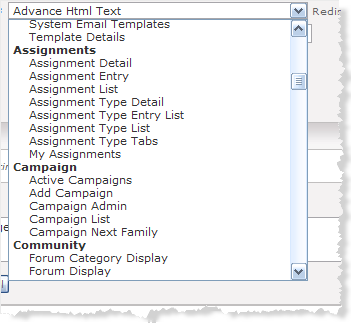 Advance Html Text
Redis
System Email Templates
Template Details
Assignments
Assignment Detail
Assignment Entry
Assignment List
Assignment Type Detail
Assignment Type Entry List
Assignment Type List
Assignment Type Tabs
My Assignments
Campaign
Active Campaigns
Add Campaign
Campaign Admin
Campaign List
Campaign Next Family
Community
Forum Category Display
Forum Display